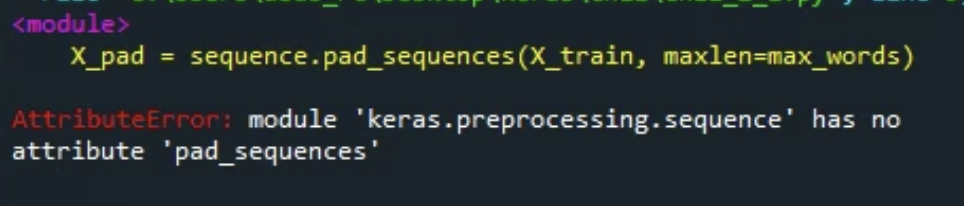 <module>
X_pad = sequence.pad_sequences(X_train, maxlen=max_words)
AttributeError: module 'keras.preprocessing.sequence' has no
attribute 'pad_sequences'